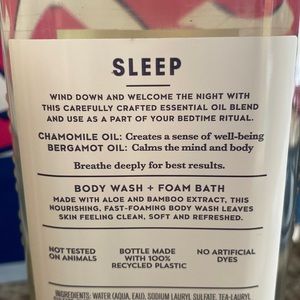 SLEEP
WIND DOWN AND WELCOME THE NIGHT WITH
THIS CAREFULLY CRAFTED ESSENTIAL OIL BLEND
AND USE AS A PART OF YOUR BEDTIME RITUAL.
CHAMOMILE OIL: Creates a sense of well-being
BERGAMOT OIL: Calms the mind and body
Breathe deeply for best results.
BODY WASH + FOAM BATH
MADE WITH ALOE AND BAMBOO EXTRACT, THIS
NOURISHING, FAST-FOAMING BODY WASH LEAVES
SKIN FEELING CLEAN, SOFT AND REFRESHED.
NOT TESTED BOTTLE MADE NO ARTIFICIAL
ON ANIMALS WITH 100% DYES
RECYCLED PLASTIC
INGREDIENTS: WATER (AQUA, EAU), SODIUM LAURYL SULFATE, TEA-LAURYL